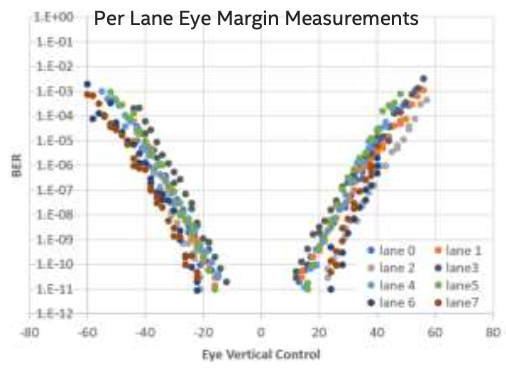 Per Lane Eye Margin Measurements
1.E+00
1.E-01
1.E-02
1.E-03
1.E-04
1.E-05
1.E-06
1.E-07
1.E-08
1.E-09
1.E-10
1.E-11
1.E-12
BER
-80 -60 -40 -20 0 20 40 60 80
Eye Vertical Control
lane 0 lane 1
lane 2 lane3
lane 4 lane5
lane 6 lane7